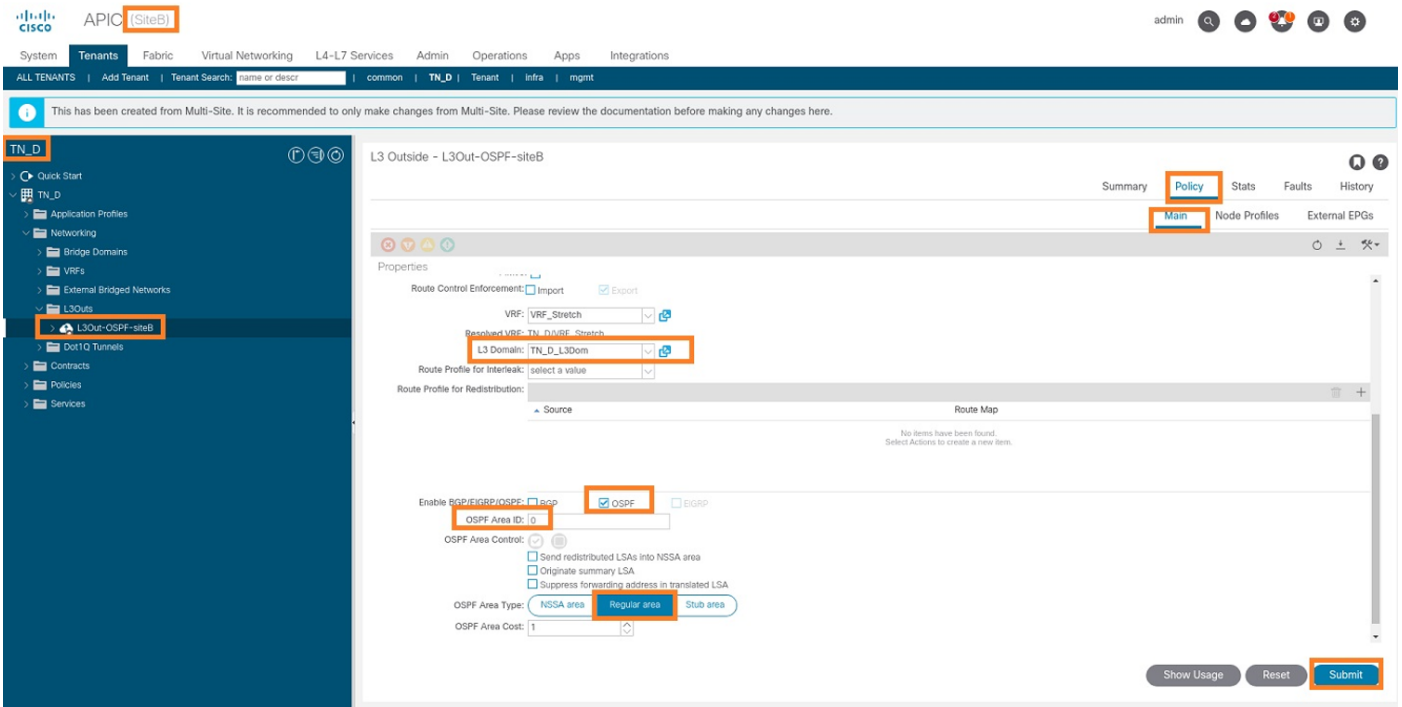 cisco
APIC (SiteB)
admin
System Tenants Fabric Virtual Networking L4-L7 Services Admin Operations Apps Integrations
ALL TENANTS | Add Tenant | Tenant Search: name or descr | common | TN_D | Tenant | infra | mgmt
This has been created from Multi-Site. It is recommended to only make changes from Multi-Site. Please review the documentation before making any changes here.
TN_D
Quick Start
TN_D
Application Profiles
Networking
Bridge Domains
VRFs
External Bridged Networks
L3Outs
L3Out-OSPF-siteB
Dot1Q Tunnels
Contracts
Policies
Services
L3 Outside - L3Out-OSPF-siteB
Summary Policy Stats Faults History
Main Node Profiles External EPGs
Properties
Route Control Enforcement: Import Export
VRF: VRF_Stretch
Resolved VRF: TN_D/VRF_Stretch
L3 Domain: TN_D_L3Dom
Route Profile for Interleak: select a value
Route Profile for Redistribution:
Source Route Map
No items have been found.
Select Actions to create a new item.
Enable BGP/EIGRP/OSPF: BGP OSPF EIGRP
OSPF Area ID: 0
OSPF Area Control:
Send redistributed LSAs into NSSA area
Originate summary LSA
Suppress forwarding address in translated LSA
OSPF Area Type: NSSA area Regular area Stub area
OSPF Area Cost: 1
Show Usage Reset Submit